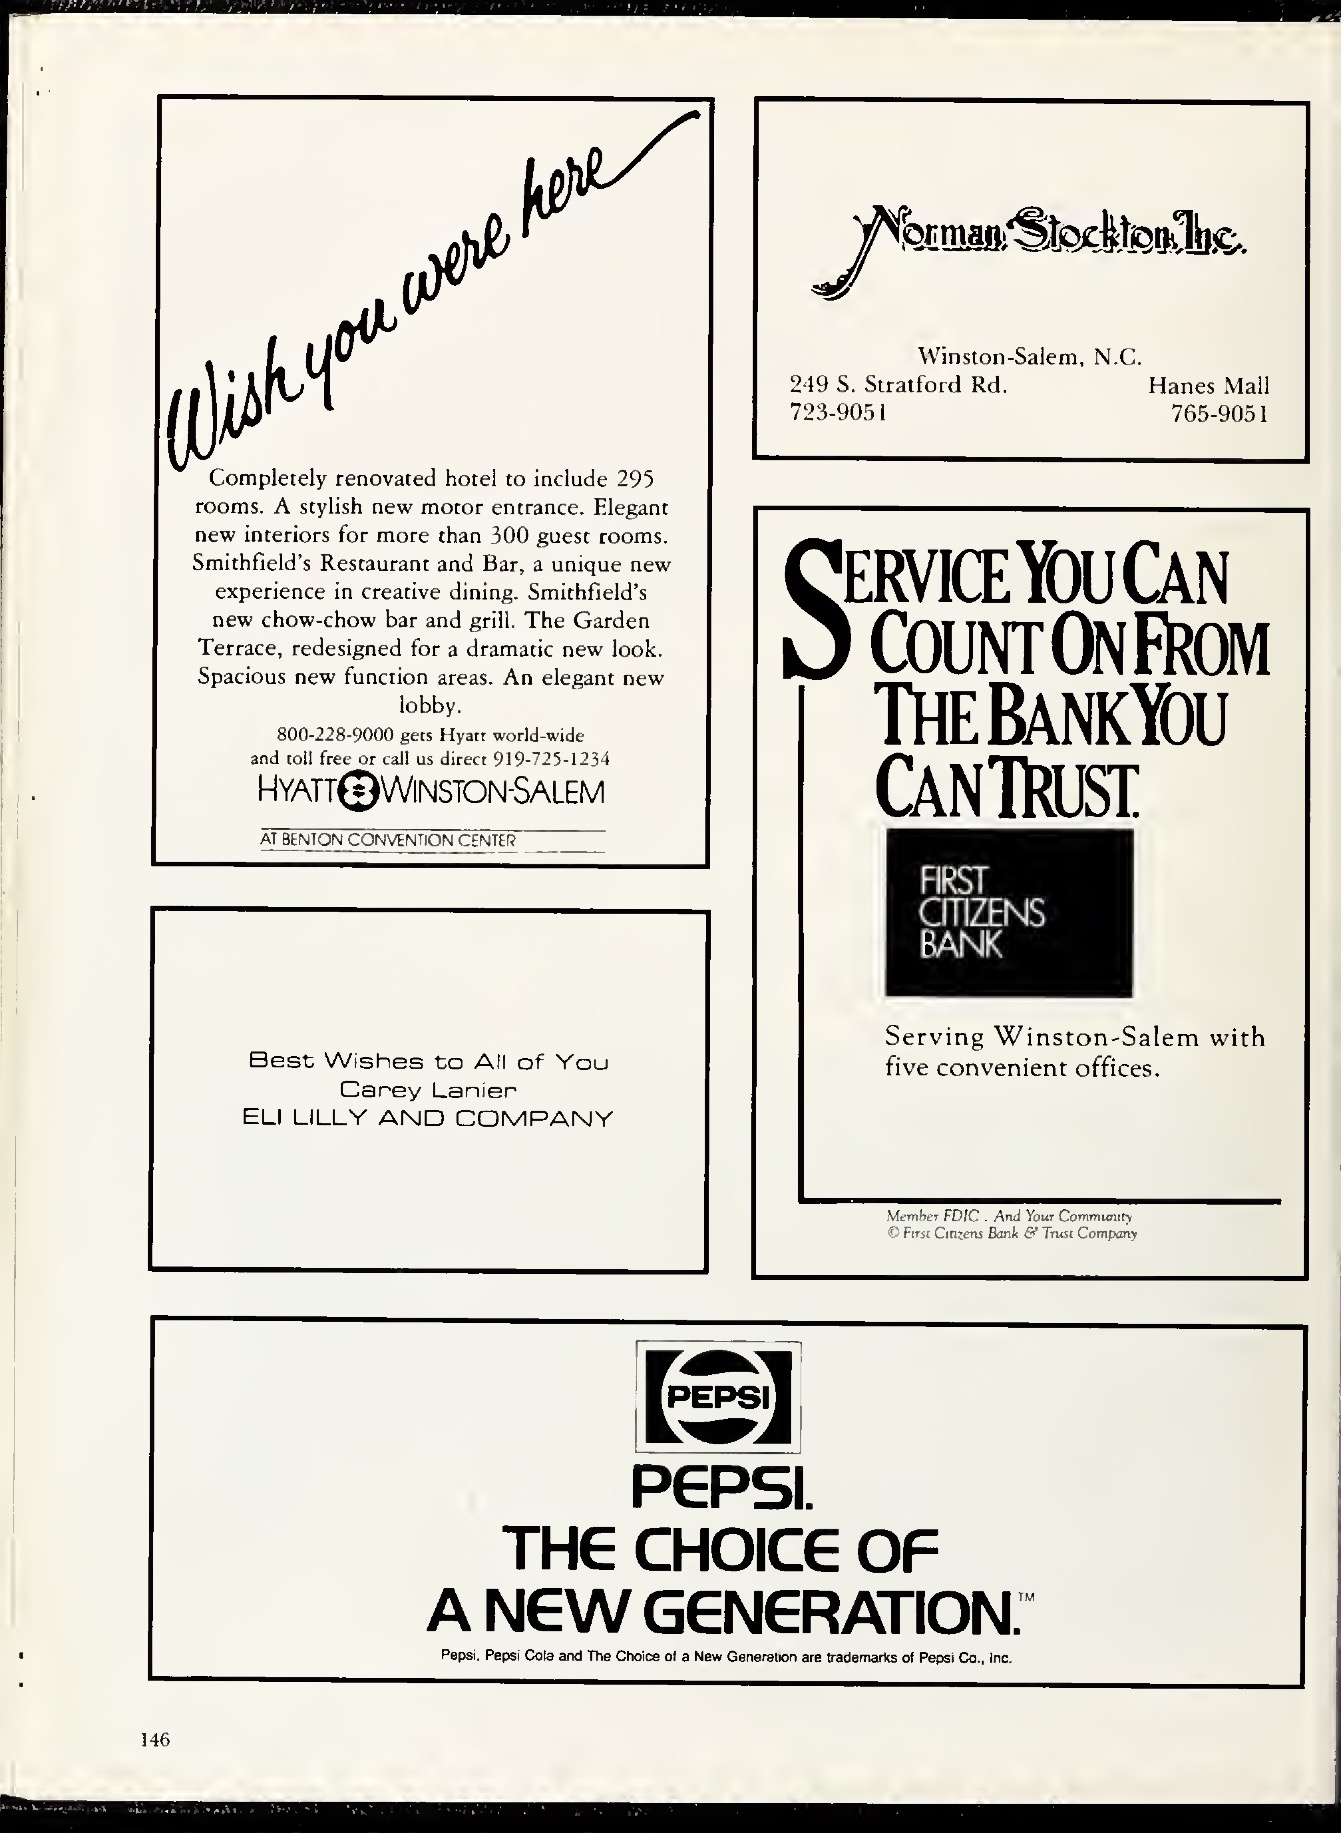 Wish you were here
Completely renovated hotel to include 295
rooms. A stylish new motor entrance. Elegant
new interiors for more than 300 guest rooms.
Smithfield's Restaurant and Bar, a unique new
experience in creative dining. Smithfield's
new chow-chow bar and grill. The Garden
Terrace, redesigned for a dramatic new look.
Spacious new function areas. An elegant new
lobby.
800-228-9000 gets Hyatt world-wide
and toll free or call us direct 919-725-1234
HYATT WINSTON-SALEM
AT BENTON CONVENTION CENTER
Best Wishes to All of You
Carey Lanier
ELI LILLY AND COMPANY
Norman Stockton, Inc.
Winston-Salem, N.C.
249 S. Stratford Rd. Hanes Mall
723-9051 765-9051
SERVICE YOU CAN
COUNT ON FROM
THE BANK YOU
CAN TRUST.
FIRST
CITIZENS
BANK
Serving Winston-Salem with
five convenient offices.
Member FDIC . And Your Community
© First Citizens Bank & Trust Company
PEPSI
PEPSI.
THE CHOICE OF
A NEW GENERATION.™
Pepsi, Pepsi Cola and The Choice of a New Generation are trademarks of Pepsi Co., Inc.
146